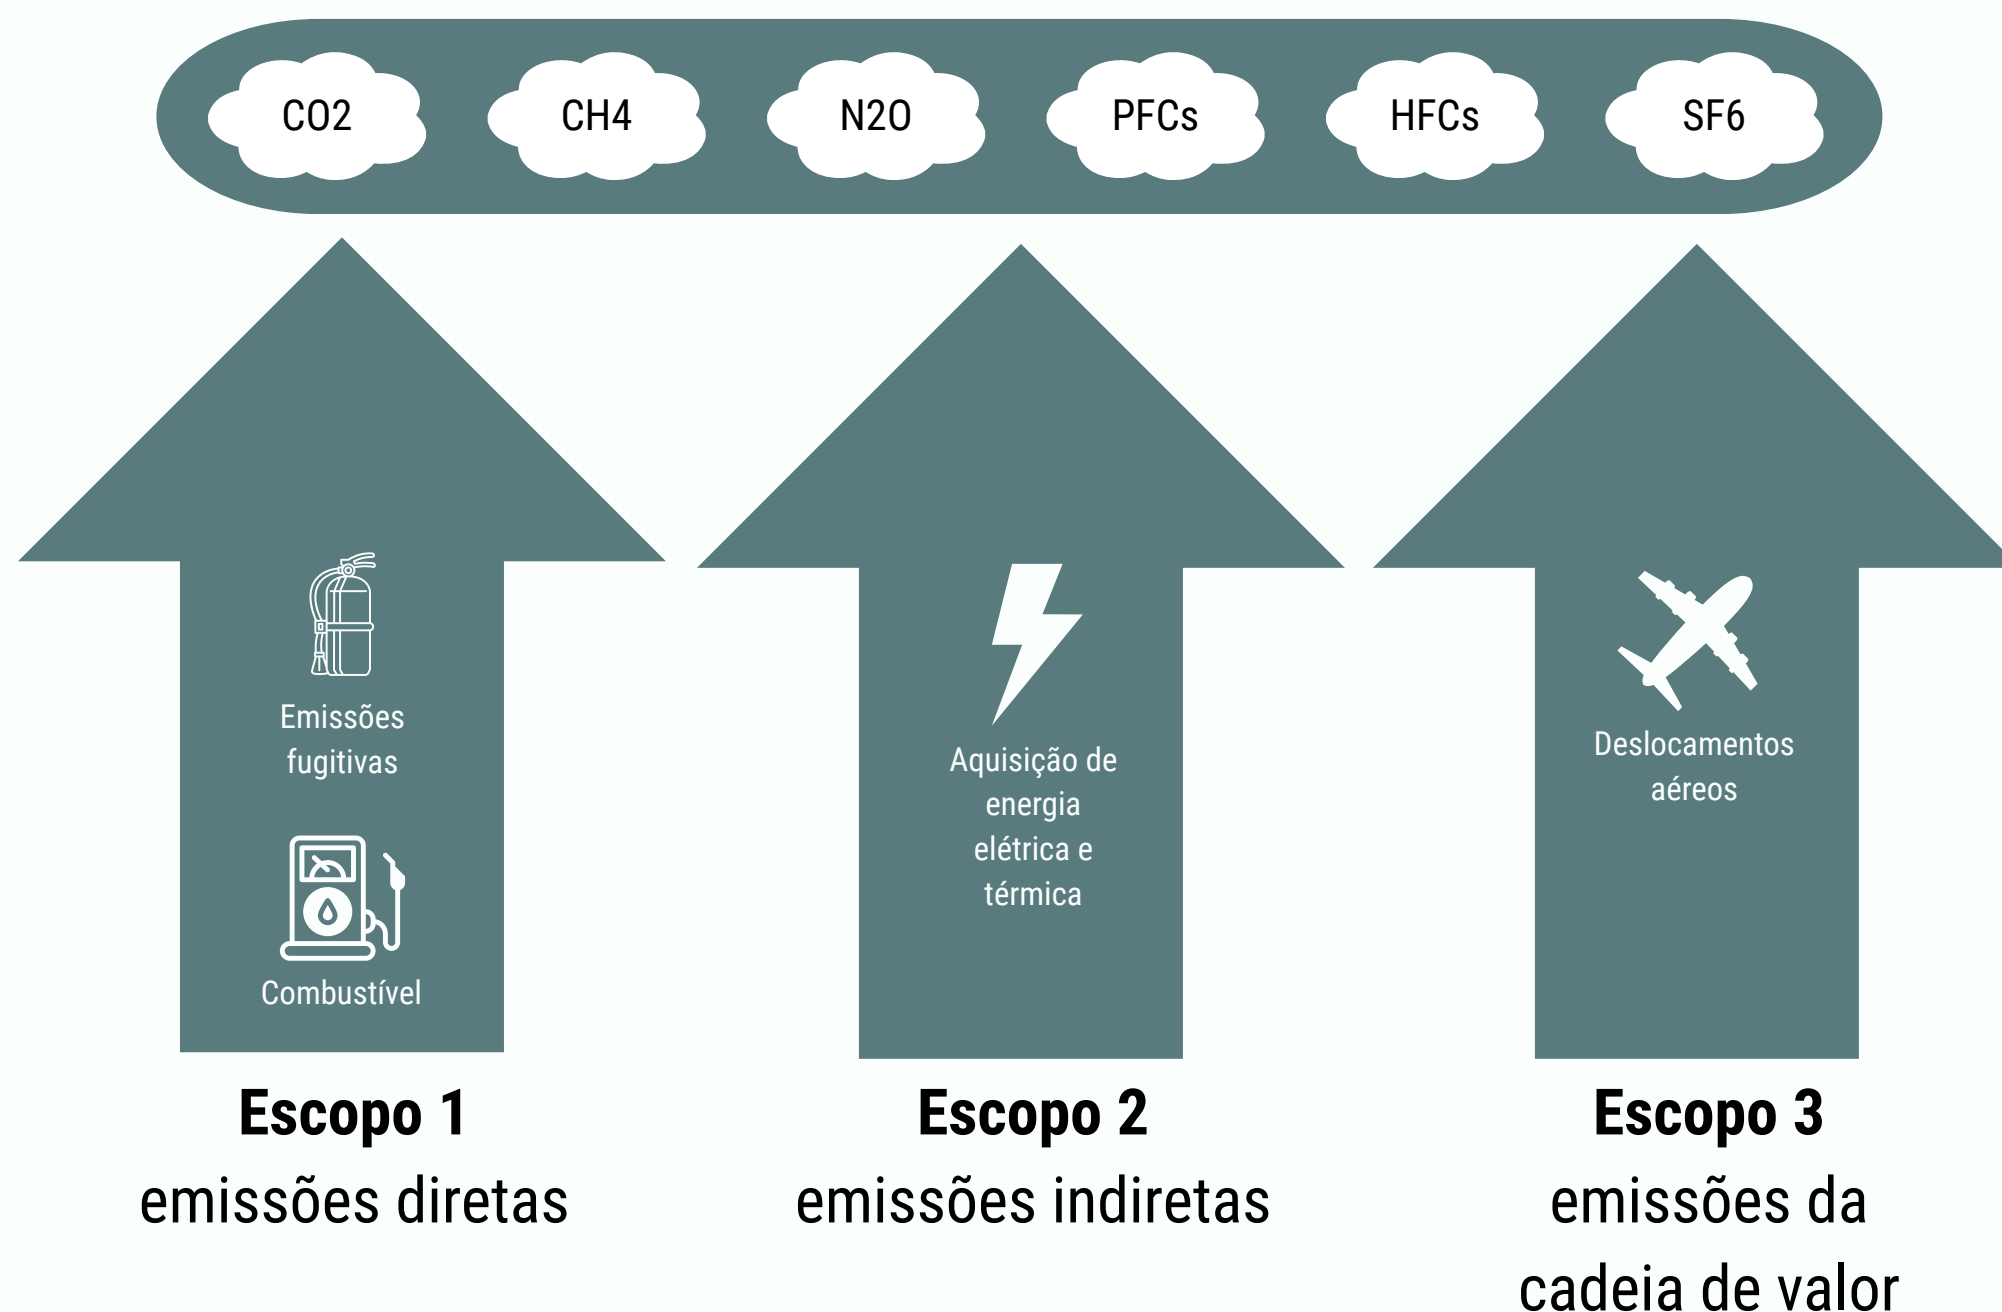 CO2
CH4
N2O
PFCs
HFCs
SF6
Emissões
fugitivas
Combustível
Aquisição de
energia
elétrica e
térmica
Deslocamentos
aéreos
Escopo 1
emissões diretas
Escopo 2
emissões indiretas
Escopo 3
emissões da
cadeia de valor